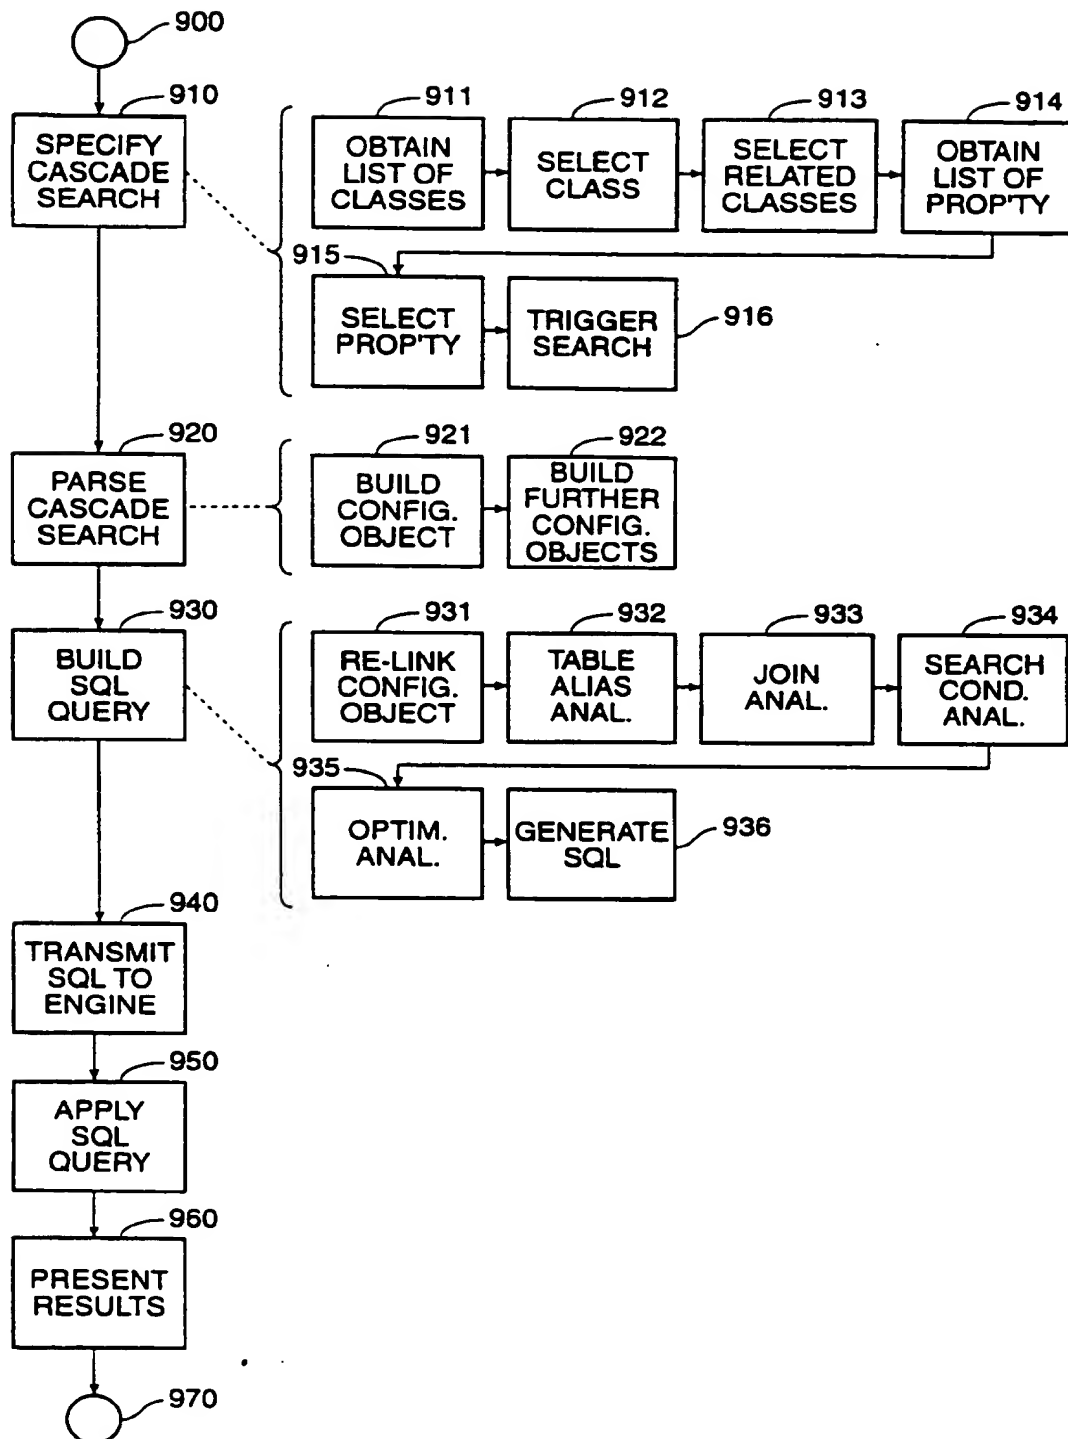 900
910
SPECIFY
CASCADE
SEARCH
911
OBTAIN
LIST OF
CLASSES
912
SELECT
CLASS
913
SELECT
RELATED
CLASSES
914
OBTAIN
LIST OF
PROP'TY
915
SELECT
PROP'TY
TRIGGER
SEARCH
916
920
PARSE
CASCADE
SEARCH
921
BUILD
CONFIG.
OBJECT
922
BUILD
FURTHER
CONFIG.
OBJECTS
930
BUILD
SQL
QUERY
931
RE-LINK
CONFIG.
OBJECT
932
TABLE
ALIAS
ANAL.
933
JOIN
ANAL.
934
SEARCH
COND.
ANAL.
935
OPTIM.
ANAL.
GENERATE
SQL
936
940
TRANSMIT
SQL TO
ENGINE
950
APPLY
SQL
QUERY
960
PRESENT
RESULTS
970